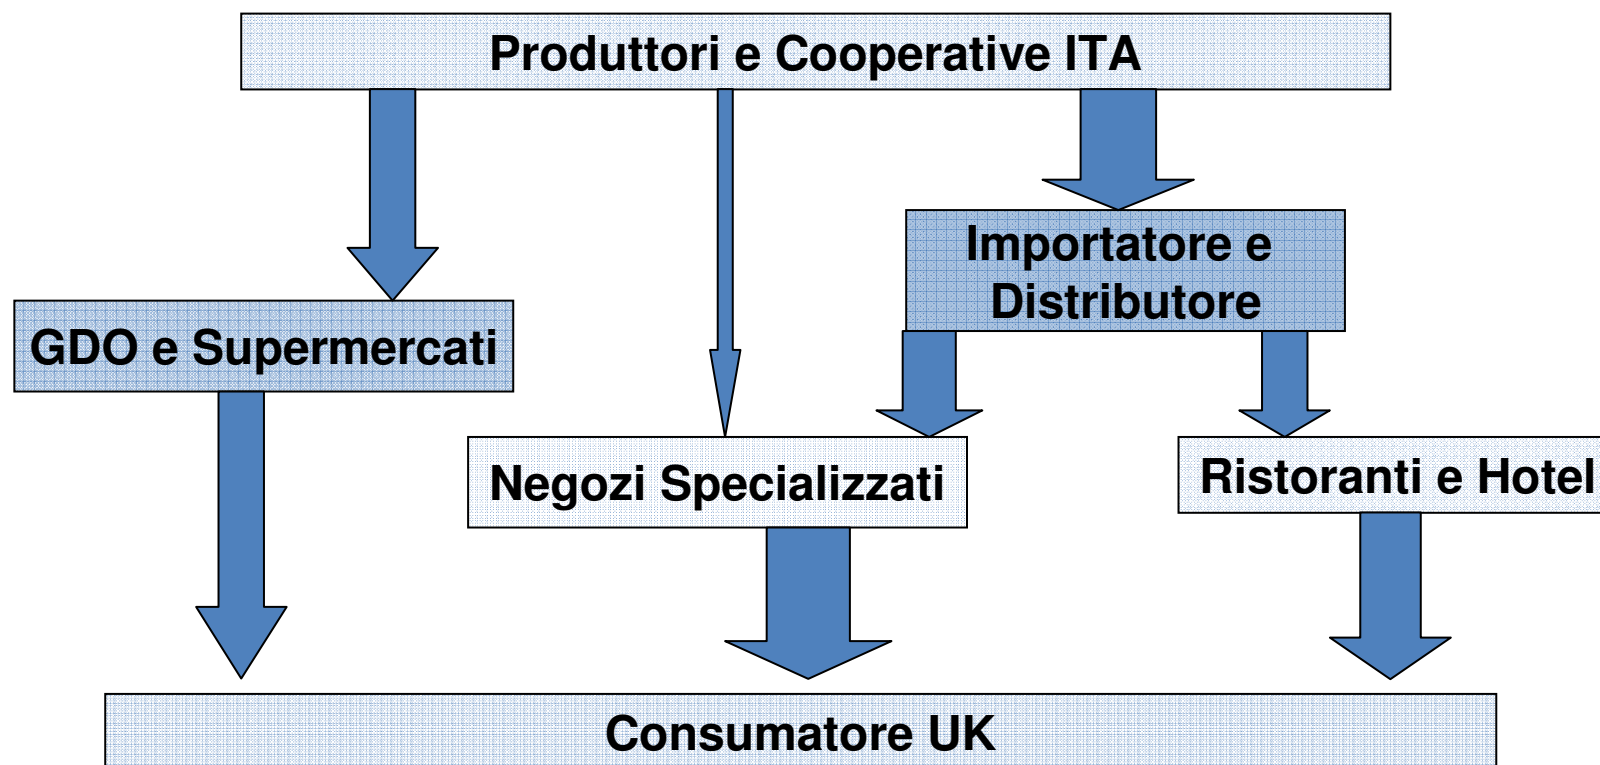 Produttori e Cooperative ITA
Importatore e
Distributore
GDO e Supermercati
Negozi Specializzati
Ristoranti e Hotel
Consumatore UK